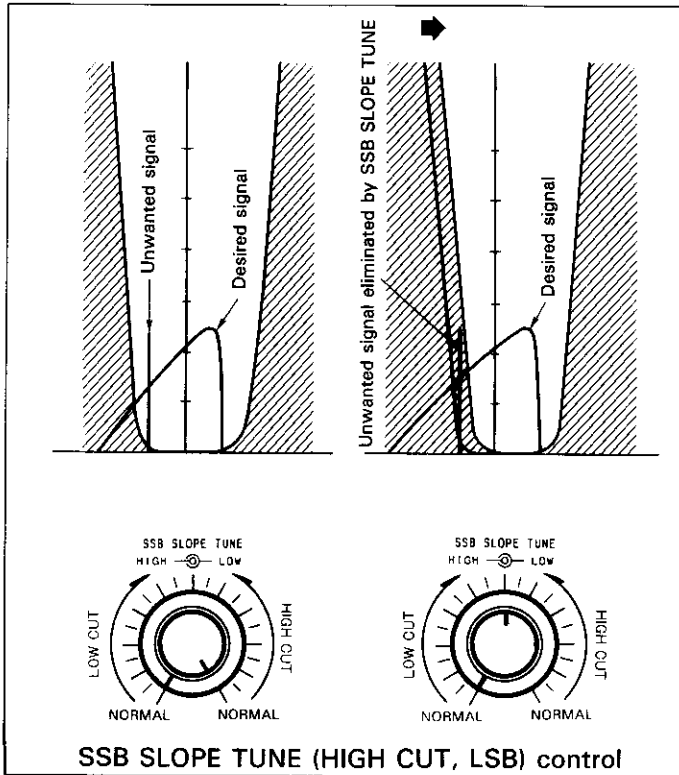 Unwanted signal
Desired signal
Unwanted signal eliminated by SSB SLOPE TUNE
Desired signal
SSB SLOPE TUNE
HIGH LOW
LOW CUT
HIGH CUT
NORMAL NORMAL
SSB SLOPE TUNE
HIGH LOW
LOW CUT
HIGH CUT
NORMAL NORMAL
SSB SLOPE TUNE (HIGH CUT, LSB) control